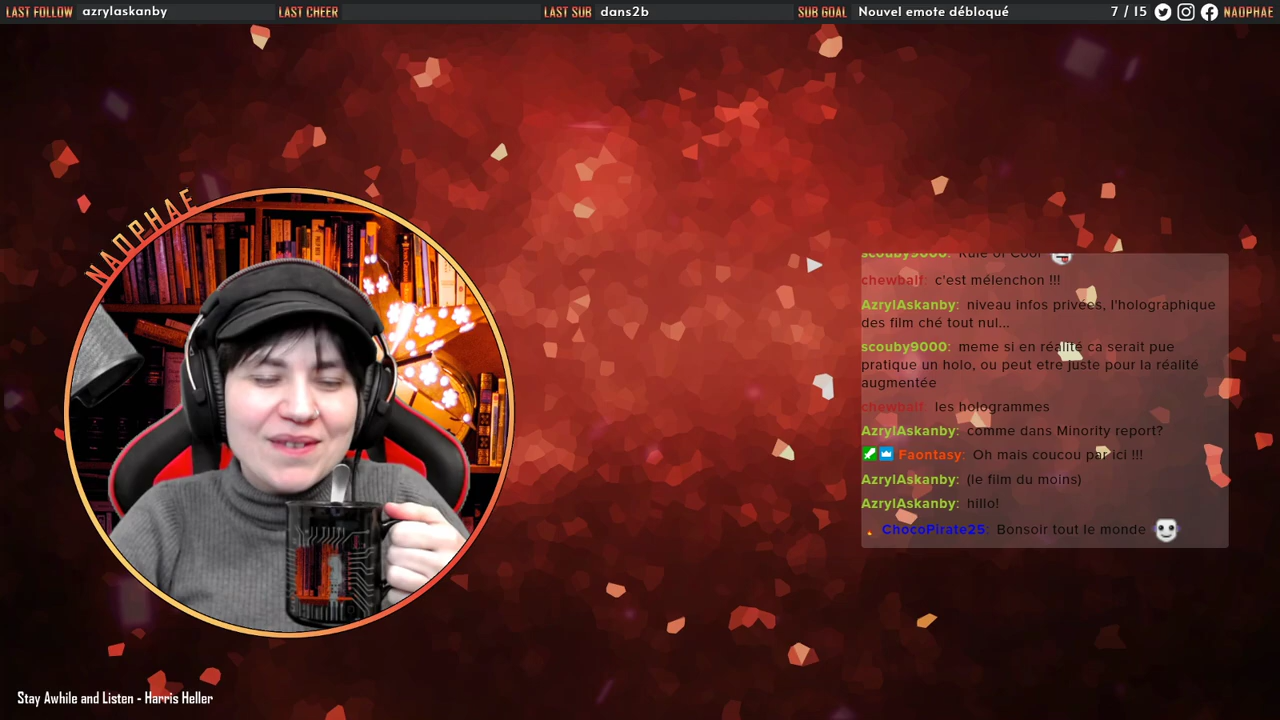 LAST FOLLOW azrylaskanby LAST CHEER LAST SUB dans2b SUB GOAL Nouvel emote débloqué 7 / 15 NAOPHAE
NAOPHAE
scouby9000: Rule of Cool
chewbalf: c'est mélenchon !!!
AzrylAskanby: niveau infos privées, l'holographique
des film ché tout nul...
scouby9000: meme si en réalité ca serait pue
pratique un holo, ou peut etre juste pour la réalité
augmentée
chewbalf: les hologrammes
AzrylAskanby: comme dans Minority report?
Faontasy: Oh mais coucou par ici !!!
AzrylAskanby: (le film du moins)
AzrylAskanby: hillo!
ChocoPirate25: Bonsoir tout le monde
Stay Awhile and Listen - Harris Heller